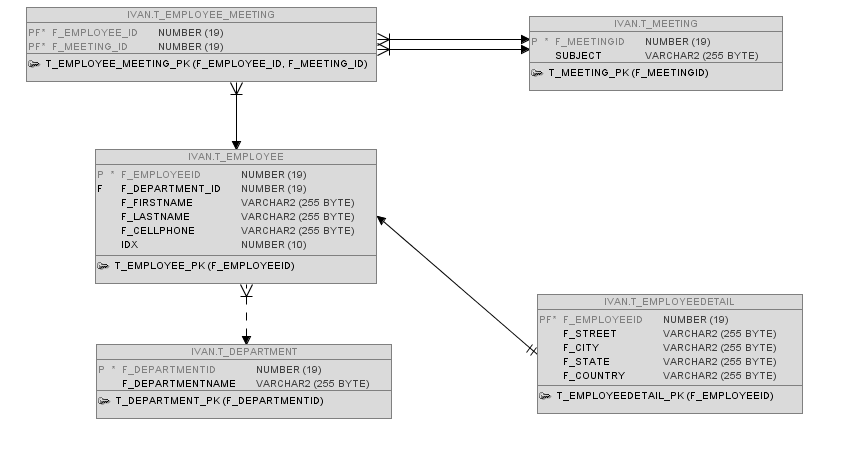 IVAN.T_EMPLOYEE_MEETING
PF* F_EMPLOYEE_ID NUMBER (19)
PF* F_MEETING_ID NUMBER (19)
T_EMPLOYEE_MEETING_PK (F_EMPLOYEE_ID, F_MEETING_ID)
IVAN.T_MEETING
P * F_MEETINGID NUMBER (19)
SUBJECT VARCHAR2 (255 BYTE)
T_MEETING_PK (F_MEETINGID)
IVAN.T_EMPLOYEE
P * F_EMPLOYEEID NUMBER (19)
F F_DEPARTMENT_ID NUMBER (19)
F_FIRSTNAME VARCHAR2 (255 BYTE)
F_LASTNAME VARCHAR2 (255 BYTE)
F_CELLPHONE VARCHAR2 (255 BYTE)
IDX NUMBER (10)
T_EMPLOYEE_PK (F_EMPLOYEEID)
IVAN.T_EMPLOYEEDETAIL
PF* F_EMPLOYEEID NUMBER (19)
F_STREET VARCHAR2 (255 BYTE)
F_CITY VARCHAR2 (255 BYTE)
F_STATE VARCHAR2 (255 BYTE)
F_COUNTRY VARCHAR2 (255 BYTE)
T_EMPLOYEEDETAIL_PK (F_EMPLOYEEID)
IVAN.T_DEPARTMENT
P * F_DEPARTMENTID NUMBER (19)
F_DEPARTMENTNAME VARCHAR2 (255 BYTE)
T_DEPARTMENT_PK (F_DEPARTMENTID)